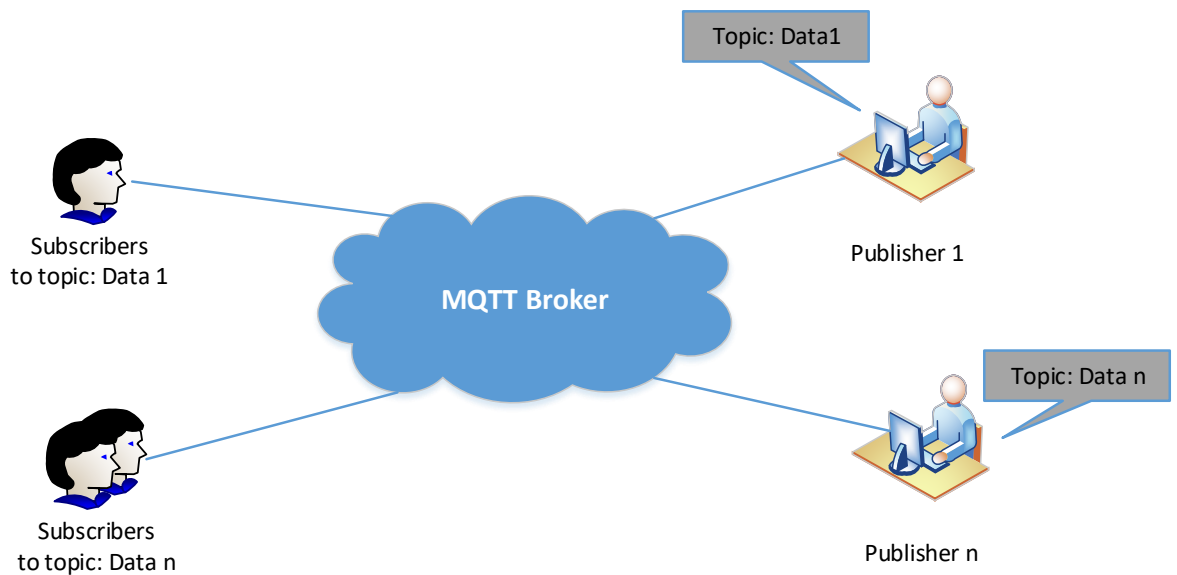 Topic: Data1
Subscribers
to topic: Data 1
Publisher 1
MQTT Broker
Topic: Data n
Subscribers
to topic: Data n
Publisher n